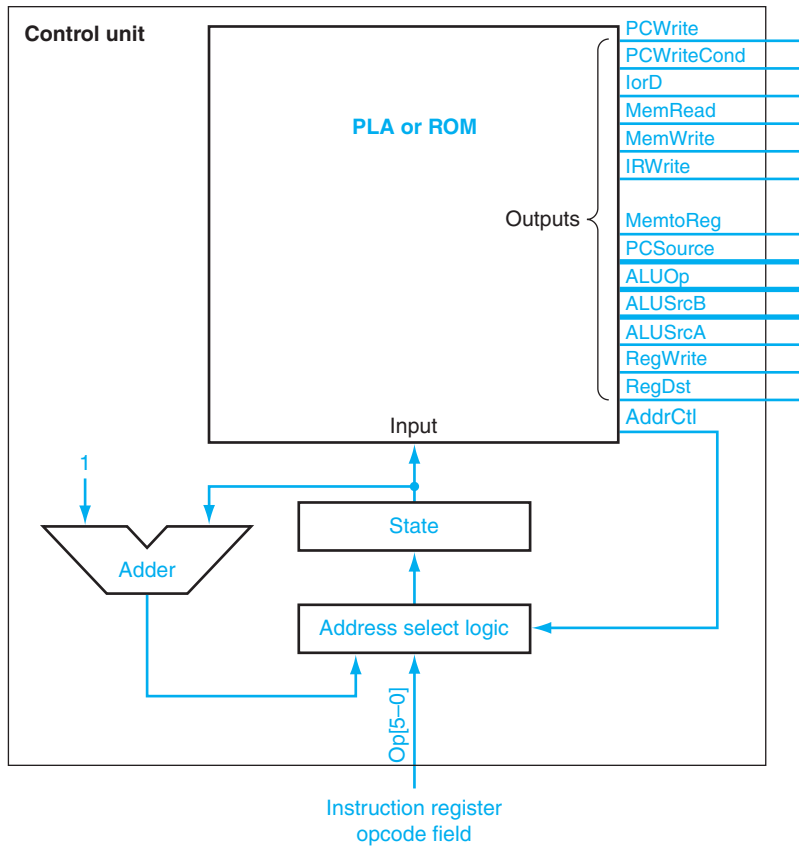 Control unit
PLA or ROM
Outputs
Input
PCWrite
PCWriteCond
IorD
MemRead
MemWrite
IRWrite
MemtoReg
PCSource
ALUOp
ALUSrcB
ALUSrcA
RegWrite
RegDst
AddrCtl
1
State
Adder
Address select logic
Op[5–0]
Instruction register
opcode field